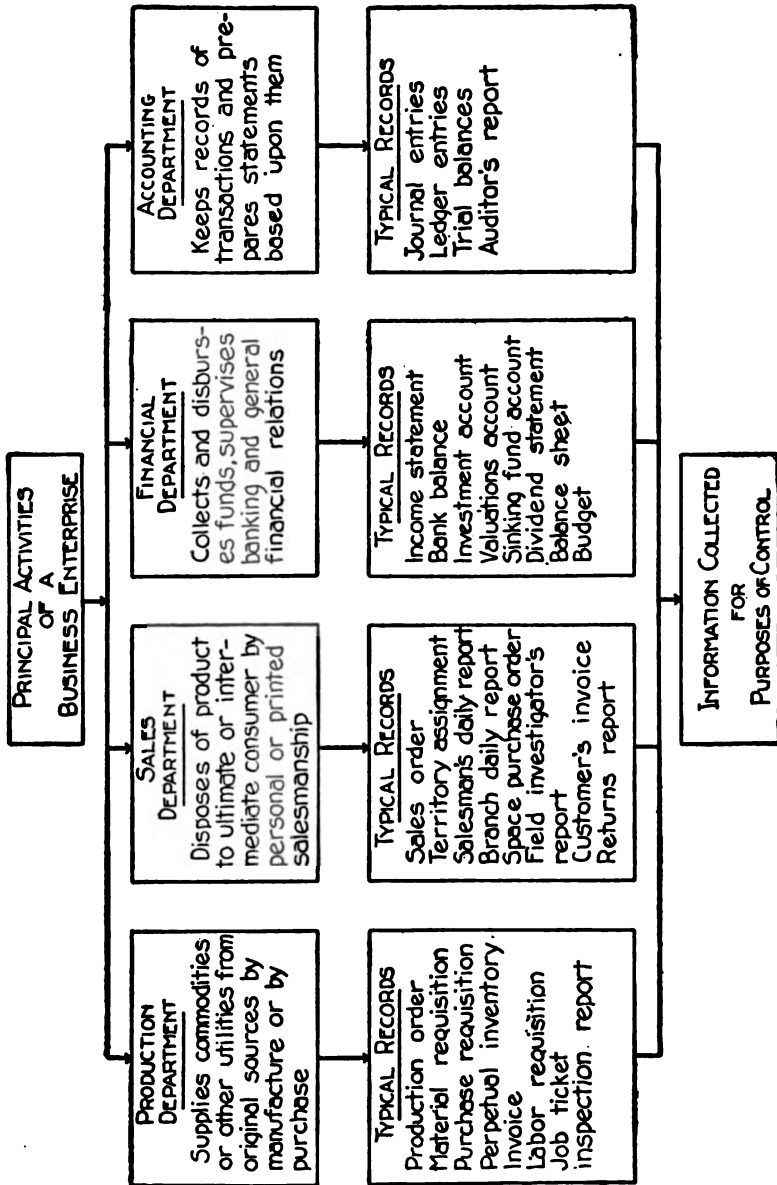 PRINCIPAL ACTIVITIES
OF A
BUSINESS ENTERPRISE
PRODUCTION
DEPARTMENT
Supplies commodities
or other utilities from
original sources by
manufacture or by
purchase
SALES
DEPARTMENT
Disposes of product
to ultimate or inter-
mediate consumer by
personal or printed
salesmanship
FINANCIAL
DEPARTMENT
Collects and disburs-
es funds, supervises
banking and general
financial relations
ACCOUNTING
DEPARTMENT
Keeps records of
transactions and pre-
pares statements
based upon them
TYPICAL RECORDS
Production order
Material requisition
Purchase requisition
Perpetual inventory.
Invoice
Labor requisition
Job ticket
inspection. report
TYPICAL RECORDS
Sales order
Territory assignment
Salesman's daily report
Branch daily report
Space purchase order
Field investigator's
report
Customer's invoice
Returns report
TYPICAL RECORDS
Income statement
Bank balance
Investment account
Valuations account
Sinking fund account
Dividend statement
Balance sheet
Budget
TYPICAL RECORDS
Journal entries
Ledger entries
Trial balances
Auditor's report
INFORMATION COLLECTED
FOR
PURPOSES OF CONTROL